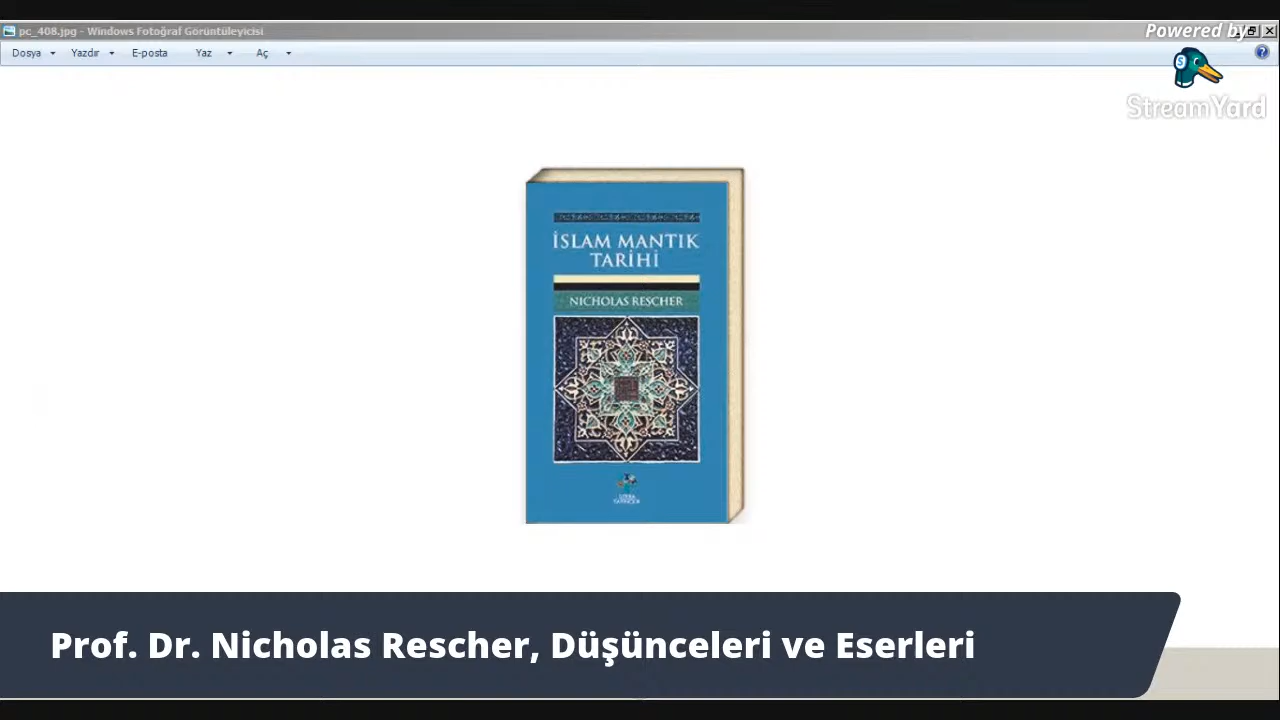 pc_408.jpg - Windows Fotoğraf Görüntüleyicisi
Powered by
Dosya Yazdır E-posta Yaz Aç
StreamYard
İSLAM MANTIK
TARİHİ
NICHOLAS RESCHER
Prof. Dr. Nicholas Rescher, Düşünceleri ve Eserleri